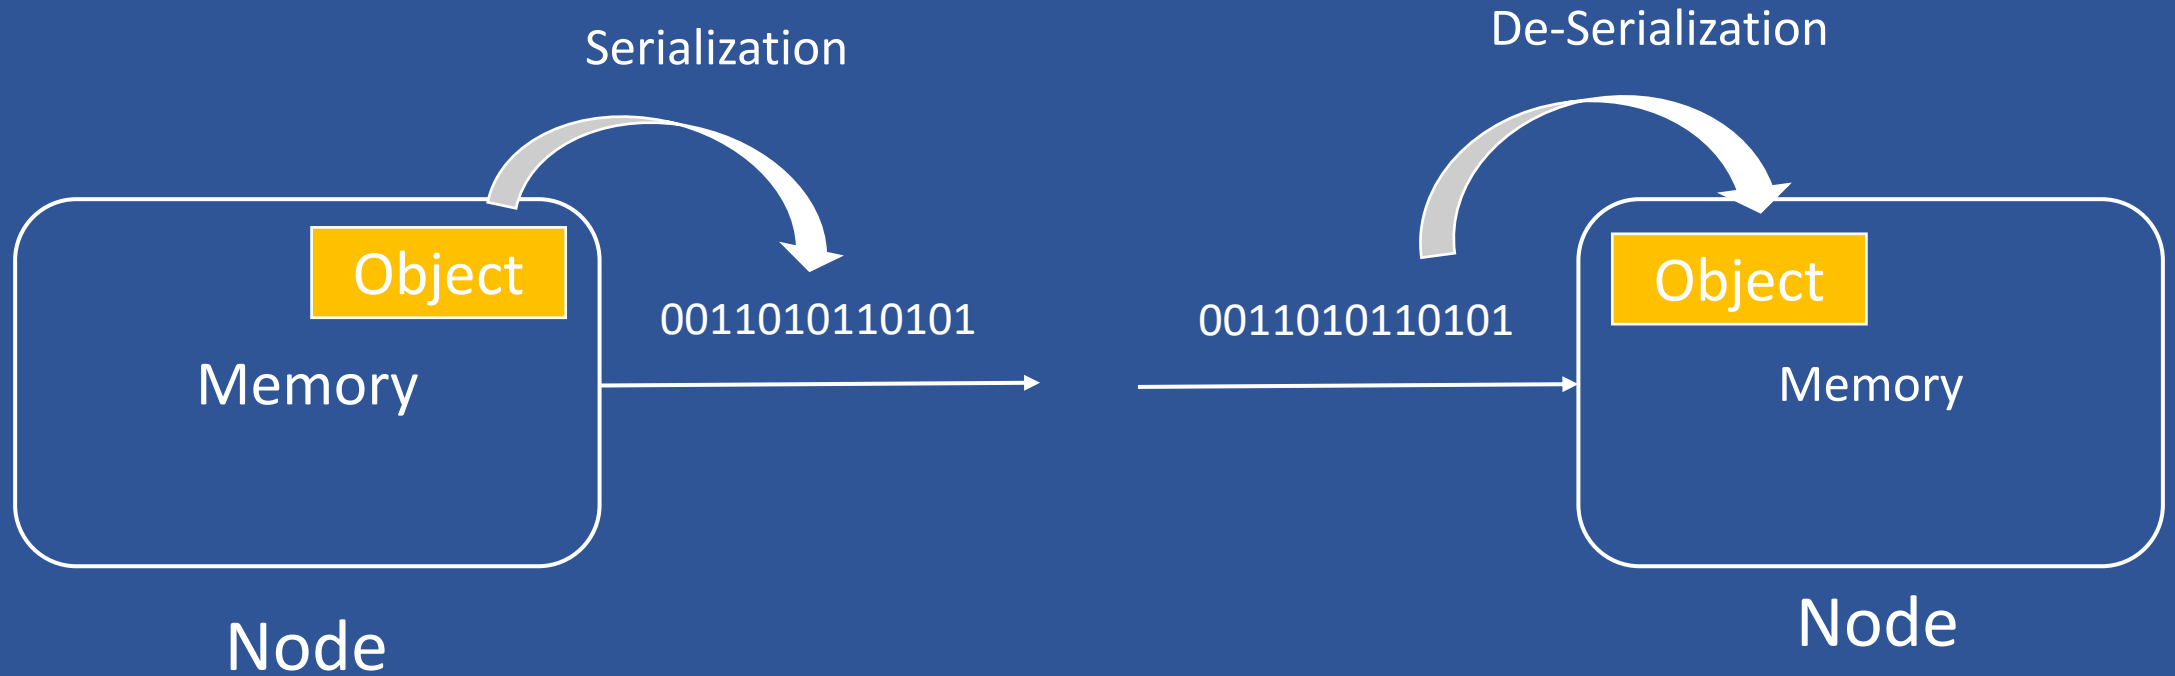 Serialization
De-Serialization
Object
Object
0011010110101
0011010110101
Memory
Memory
Node
Node